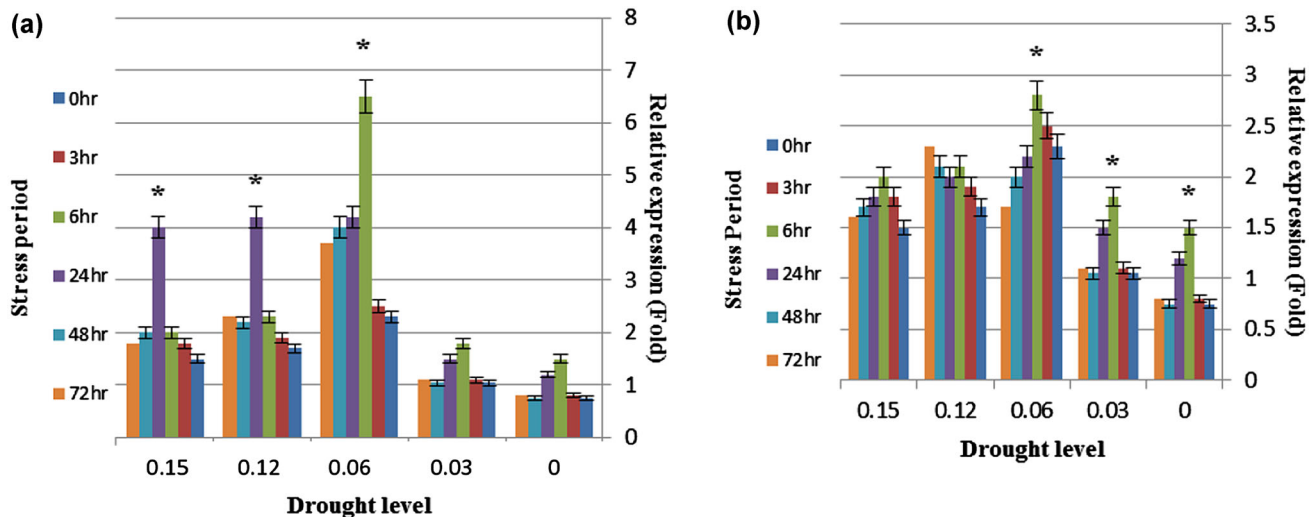 (a)
Stress period
0hr
3hr
6hr
24hr
48hr
72hr
*
*
*
8
7
6
5
4
3
2
1
0
Relative expression (Fold)
0.15 0.12 0.06 0.03 0
Drought level
(b)
Stress Period
0hr
3hr
6hr
24hr
48hr
72hr
*
*
*
3.5
3
2.5
2
1.5
1
0.5
0
Relative expression (Fold)
0.15 0.12 0.06 0.03 0
Drought level